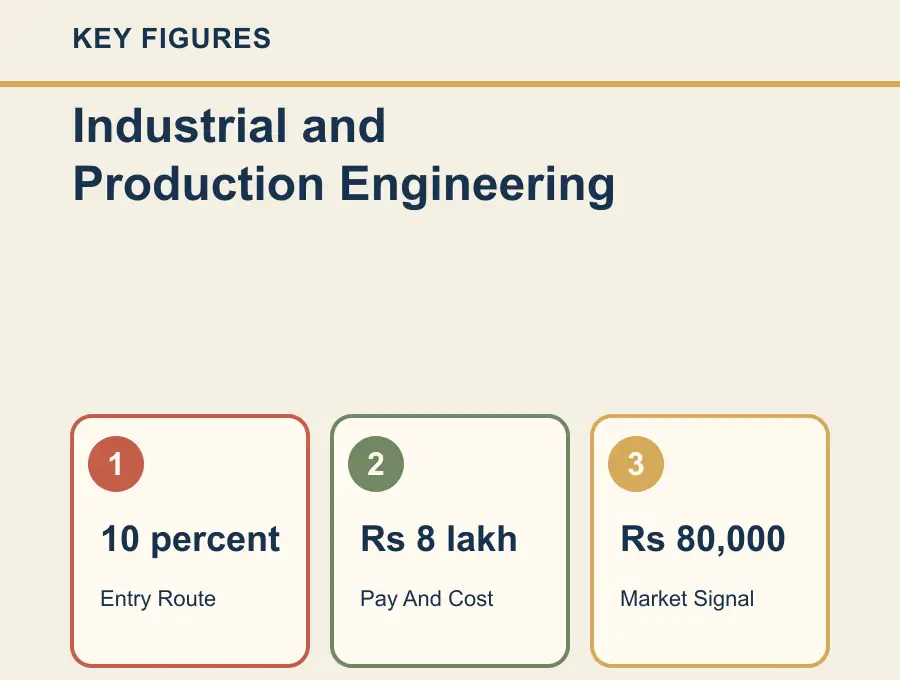 KEY FIGURES
Industrial and
Production Engineering
1
10 percent
Entry Route
2
Rs 8 lakh
Pay And Cost
3
Rs 80,000
Market Signal